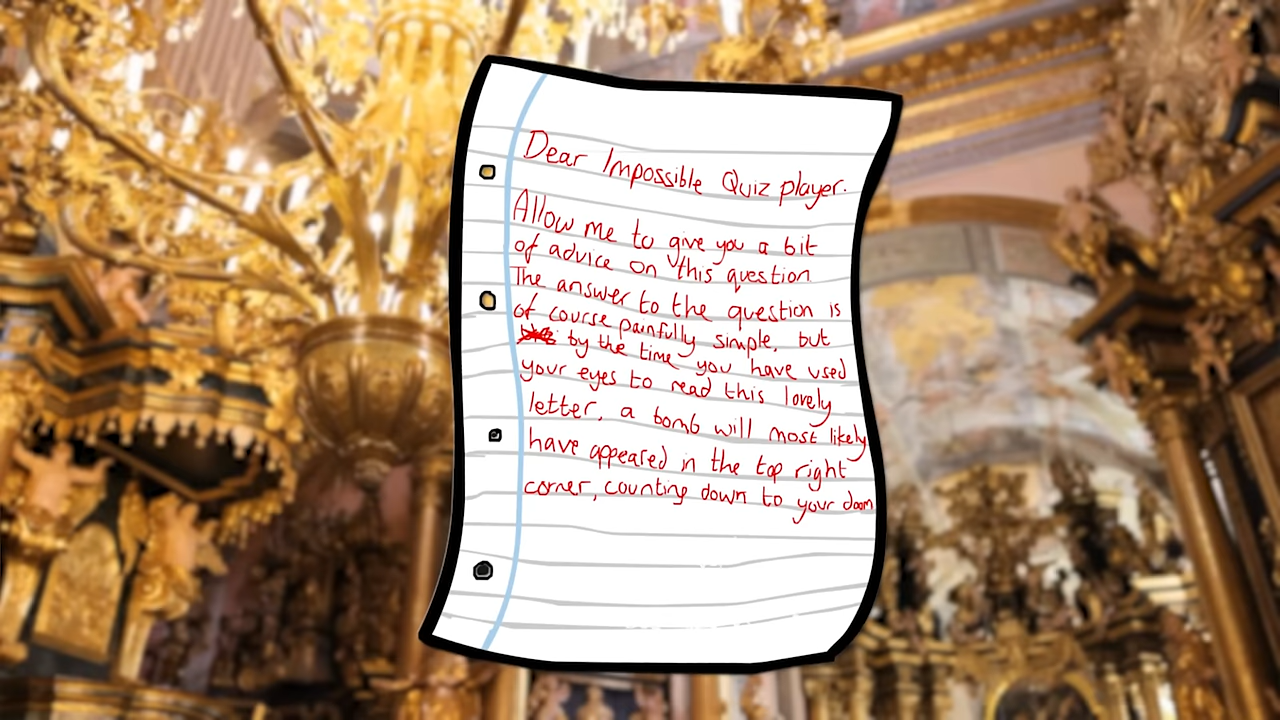 Dear Impossible Quiz player.
Allow me to give you a bit
of advice on this question
The answer to the question is
of course painfully simple, but
by the time you have used
your eyes to read this lovely
letter, a bomb will most likely
have appeared in the top right
corner, counting down to your doom